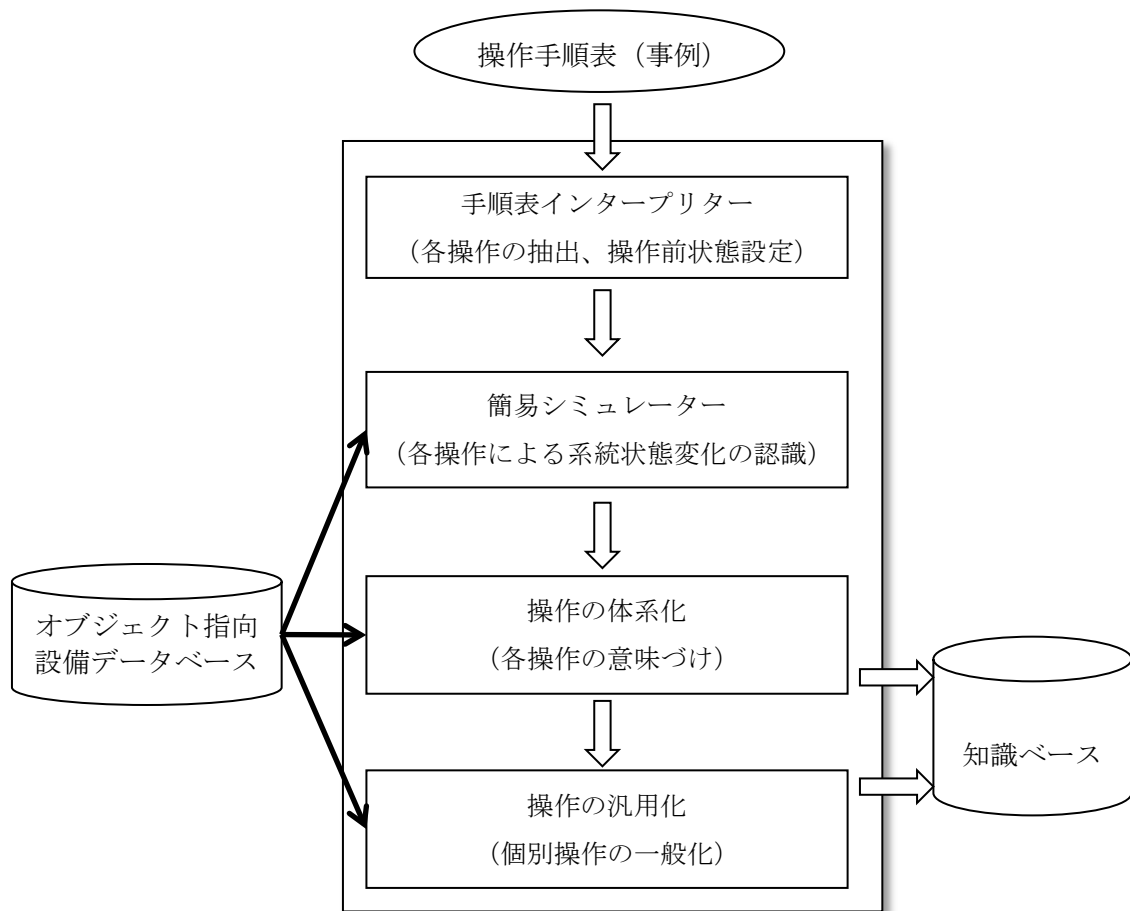 操作手順表（事例）
手順表インタープリター
（各操作の抽出、操作前状態設定）
簡易シミュレーター
（各操作による系統状態変化の認識）
オブジェクト指向
設備データベース
操作の体系化
（各操作の意味づけ）
知識ベース
操作の汎用化
（個別操作の一般化）